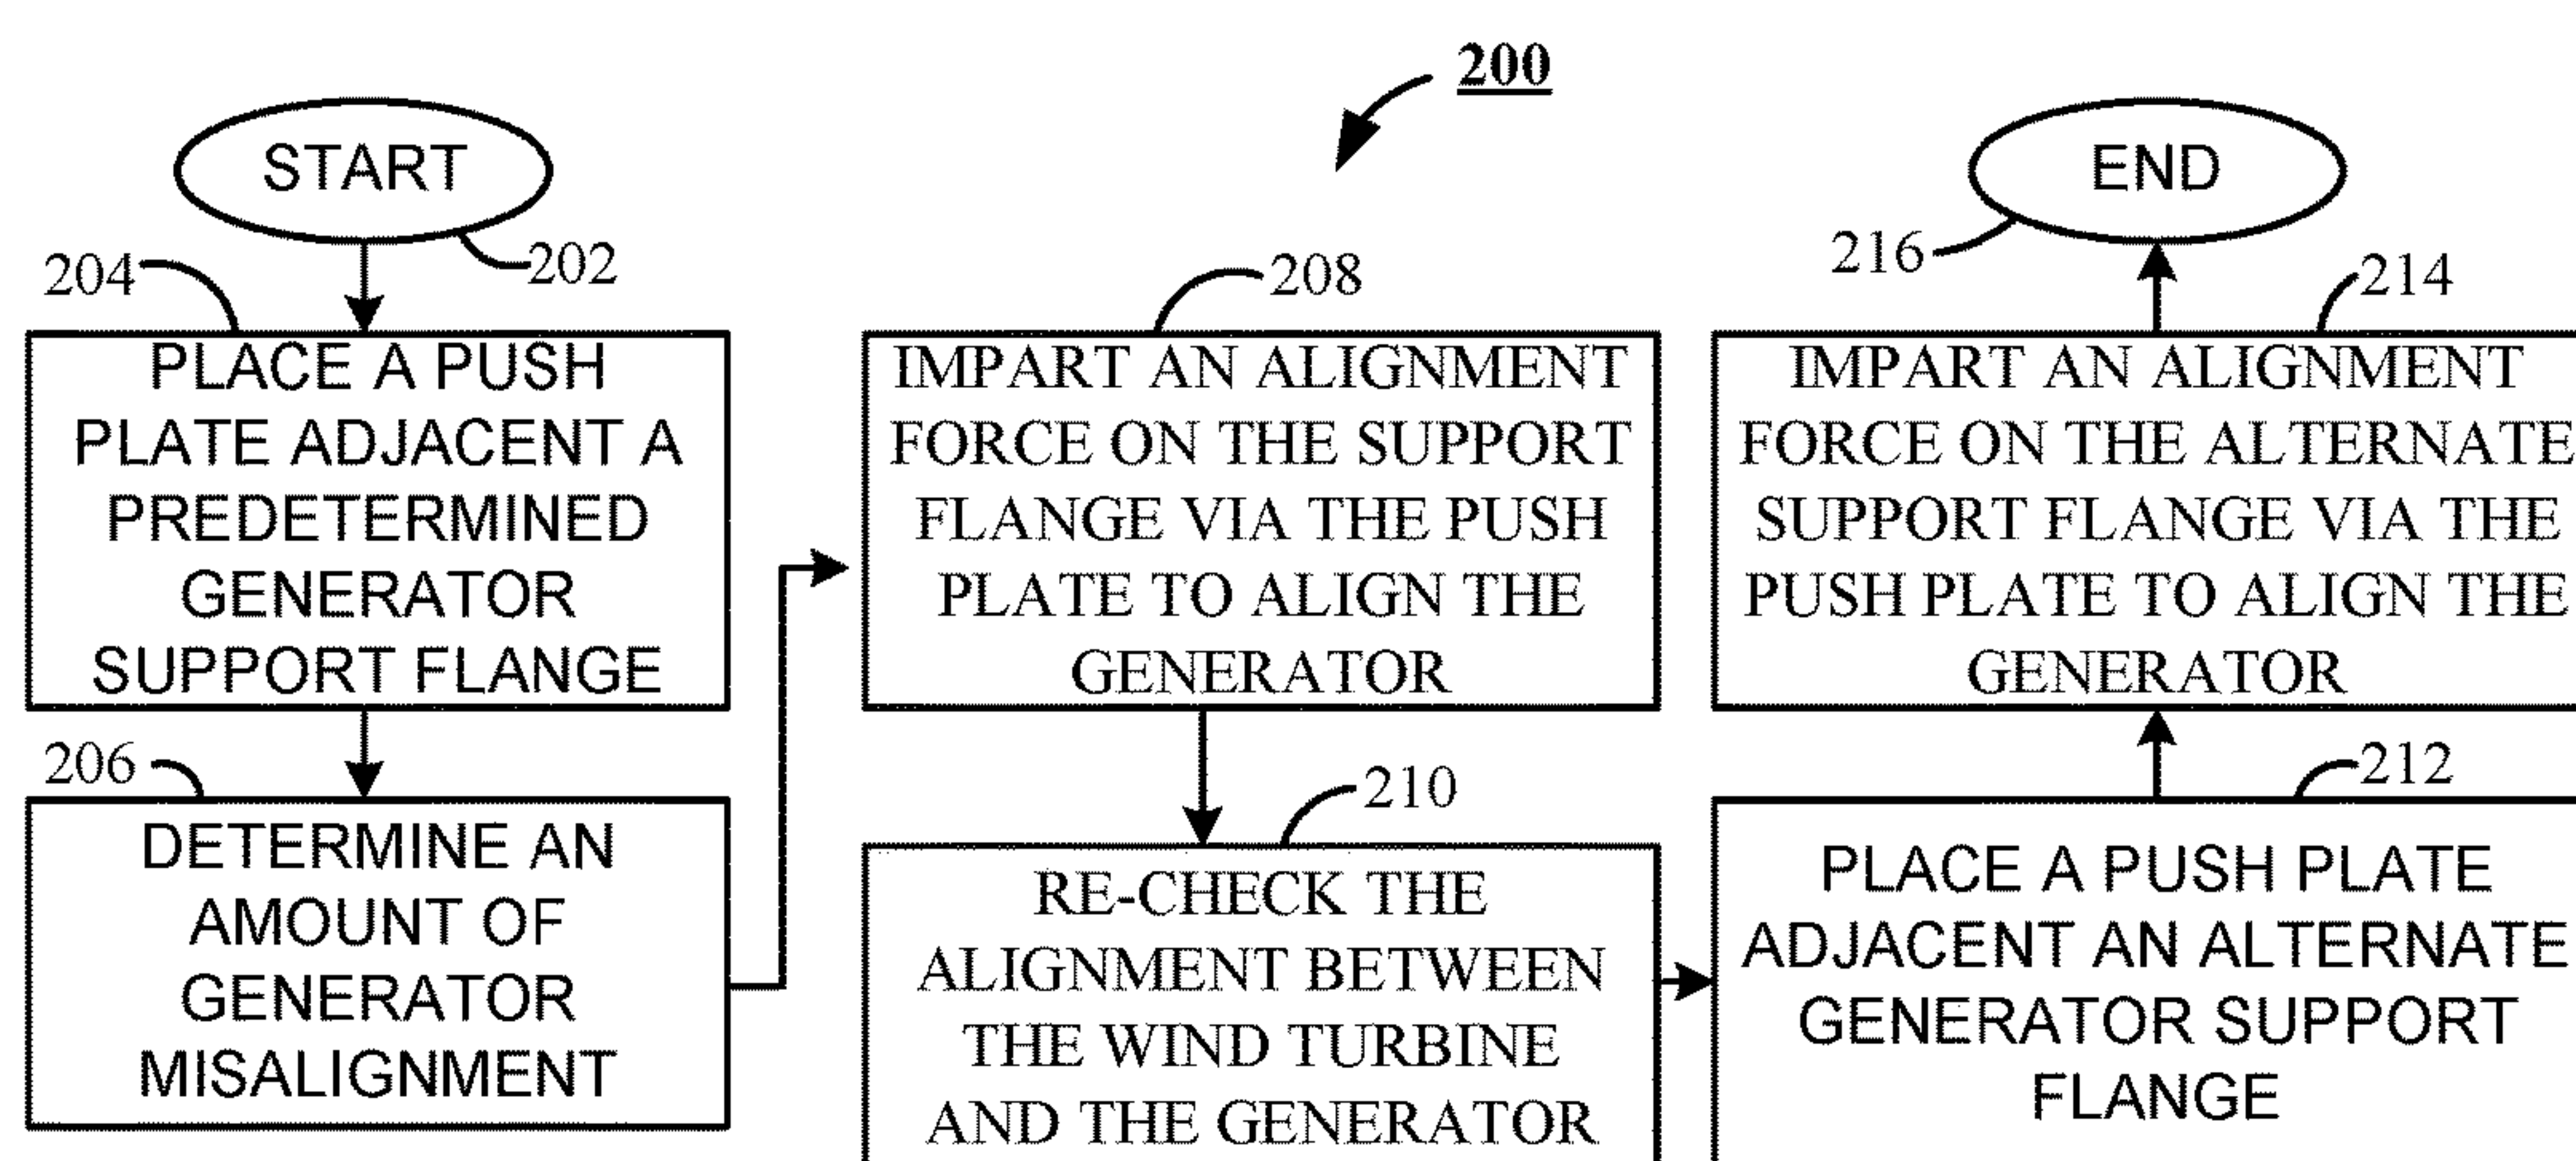 200
START
202
204
PLACE A PUSH
PLATE ADJACENT A
PREDETERMINED
GENERATOR
SUPPORT FLANGE
206
DETERMINE AN
AMOUNT OF
GENERATOR
MISALIGNMENT
208
IMPART AN ALIGNMENT
FORCE ON THE SUPPORT
FLANGE VIA THE PUSH
PLATE TO ALIGN THE
GENERATOR
210
RE-CHECK THE
ALIGNMENT BETWEEN
THE WIND TURBINE
AND THE GENERATOR
212
PLACE A PUSH PLATE
ADJACENT AN ALTERNATE
GENERATOR SUPPORT
FLANGE
214
IMPART AN ALIGNMENT
FORCE ON THE ALTERNATE
SUPPORT FLANGE VIA THE
PUSH PLATE TO ALIGN THE
GENERATOR
END
216